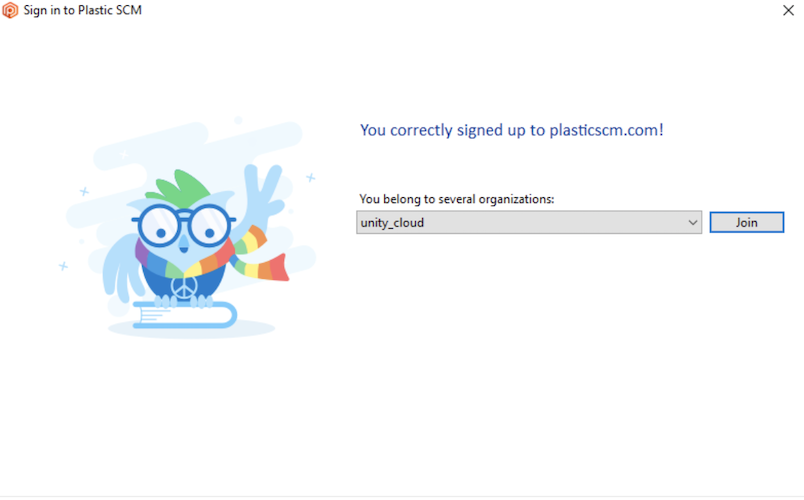 Sign in to Plastic SCM
You correctly signed up to plasticscm.com!
You belong to several organizations:
unity_cloud
Join